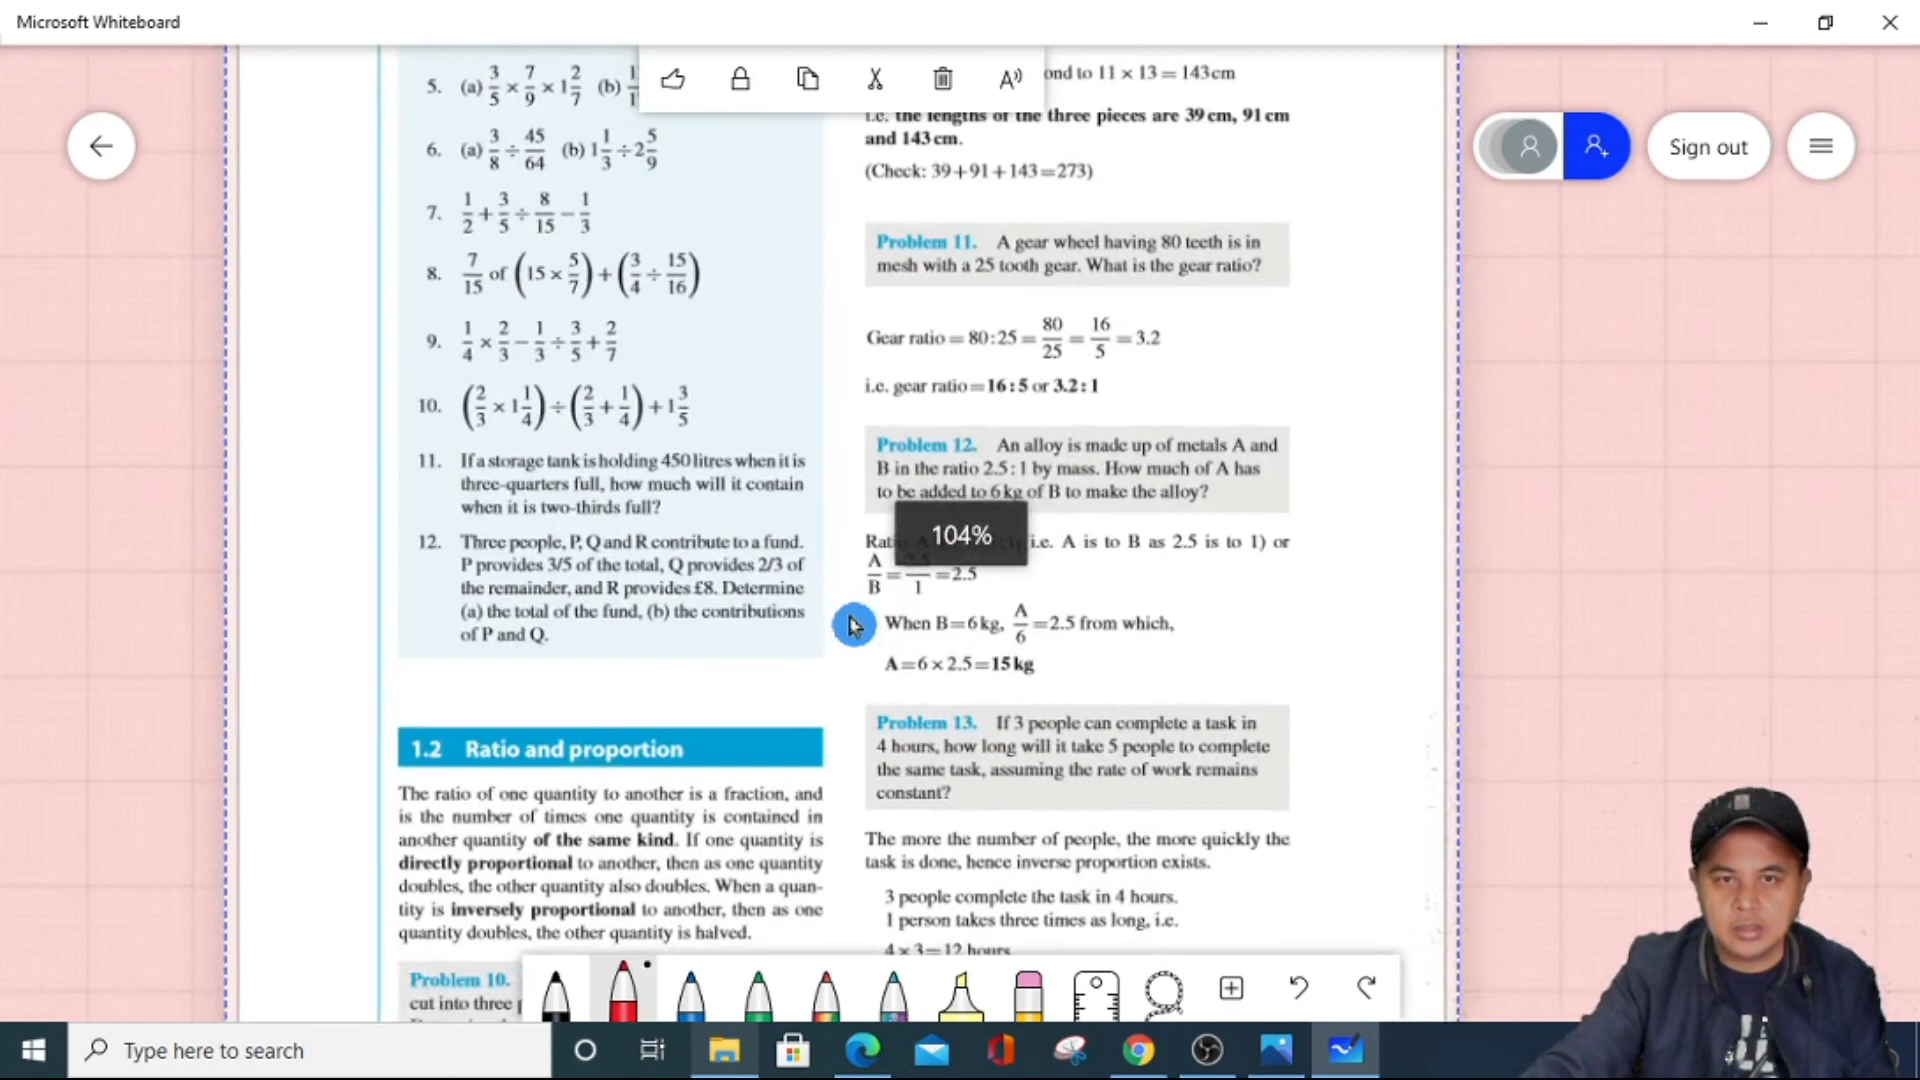 Microsoft Whiteboard
5. (a) 3/5 × 7/9 × 1 2/7 (b)
6. (a) 3/8 ÷ 45/64 (b) 1 1/3 ÷ 2 5/9
7. 1/2 + 3/5 ÷ 8/15 − 1/3
8. 7/15 of (15 × 5/7) + (3/4 ÷ 15/16)
9. 1/4 × 2/3 − 1/3 ÷ 3/5 + 2/7
10. (2/3 × 1 1/4) ÷ (2/3 + 1/4) + 1 3/5
11. If a storage tank is holding 450 litres when it is
three-quarters full, how much will it contain
when it is two-thirds full?
12. Three people, P, Q and R contribute to a fund.
P provides 3/5 of the total, Q provides 2/3 of
the remainder, and R provides £8. Determine
(a) the total of the fund, (b) the contributions
of P and Q.
1.2 Ratio and proportion
The ratio of one quantity to another is a fraction, and
is the number of times one quantity is contained in
another quantity of the same kind. If one quantity is
directly proportional to another, then as one quantity
doubles, the other quantity also doubles. When a quan-
tity is inversely proportional to another, then as one
quantity doubles, the other quantity is halved.
Problem 10.
cut into three
ond to 11 × 13 = 143 cm
i.e. the lengths of the three pieces are 39 cm, 91 cm
and 143 cm.
(Check: 39 + 91 + 143 = 273)
Problem 11. A gear wheel having 80 teeth is in
mesh with a 25 tooth gear. What is the gear ratio?
Gear ratio = 80 : 25 = 80/25 = 16/5 = 3.2
i.e. gear ratio = 16 : 5 or 3.2 : 1
Problem 12. An alloy is made up of metals A and
B in the ratio 2.5 : 1 by mass. How much of A has
to be added to 6 kg of B to make the alloy?
104%
i.e. A is to B as 2.5 is to 1) or
A/B = 2.5/1 = 2.5
When B = 6 kg, A/6 = 2.5 from which,
A = 6 × 2.5 = 15 kg
Problem 13. If 3 people can complete a task in
4 hours, how long will it take 5 people to complete
the same task, assuming the rate of work remains
constant?
The more the number of people, the more quickly the
task is done, hence inverse proportion exists.
3 people complete the task in 4 hours.
1 person takes three times as long, i.e.
4 × 3 = 12 hours
Sign out
Type here to search